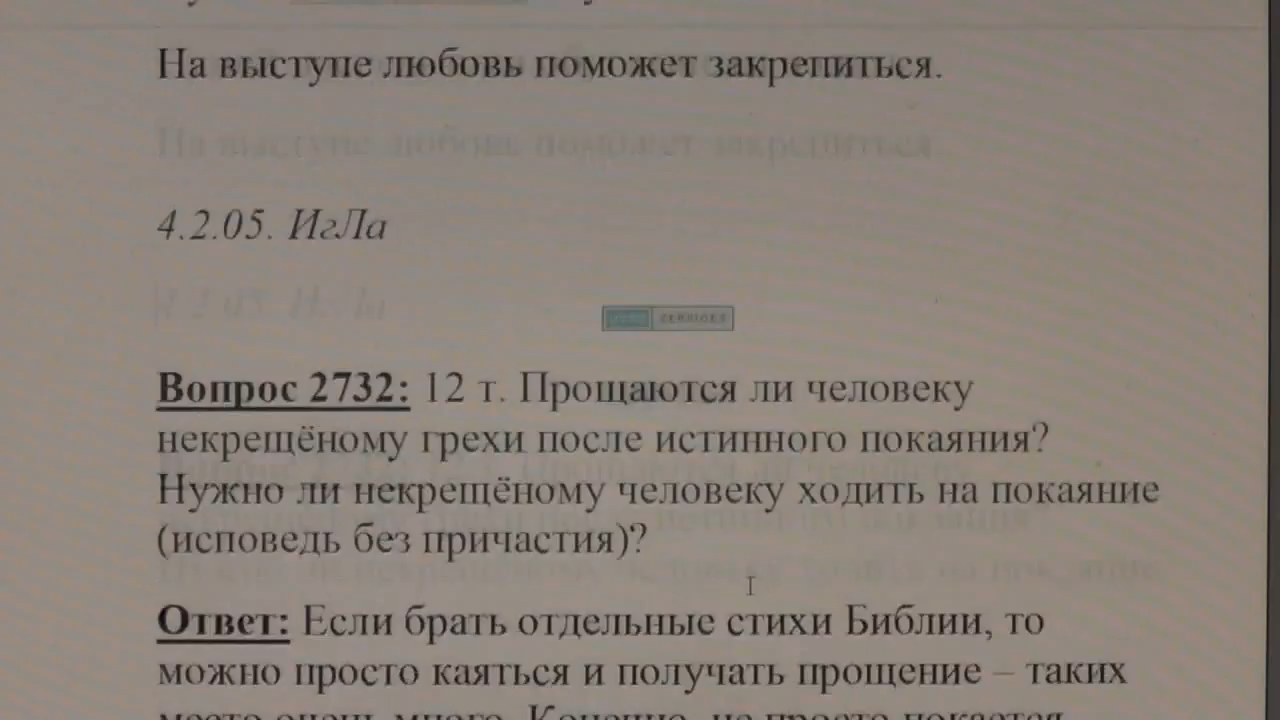 На выступе любовь поможет закрепиться.
4.2.05. ИгЛа
SERVICES
Вопрос 2732: 12 т. Прощаются ли человеку
некрещёному грехи после истинного покаяния?
Нужно ли некрещёному человеку ходить на покаяние
(исповедь без причастия)?
Ответ: Если брать отдельные стихи Библии, то
можно просто каяться и получать прощение – таких